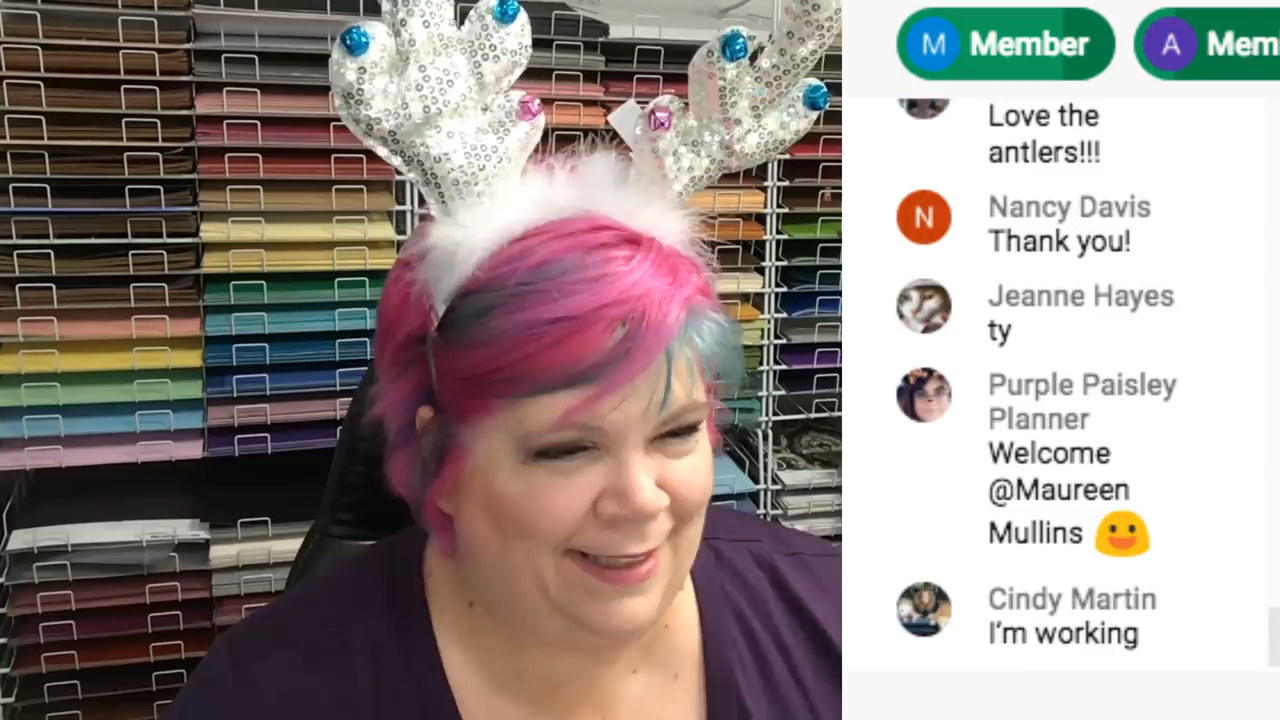 M Member A Mem
Love the
antlers!!!
N Nancy Davis
Thank you!
Jeanne Hayes
ty
Purple Paisley
Planner
Welcome
@Maureen
Mullins
Cindy Martin
I'm working